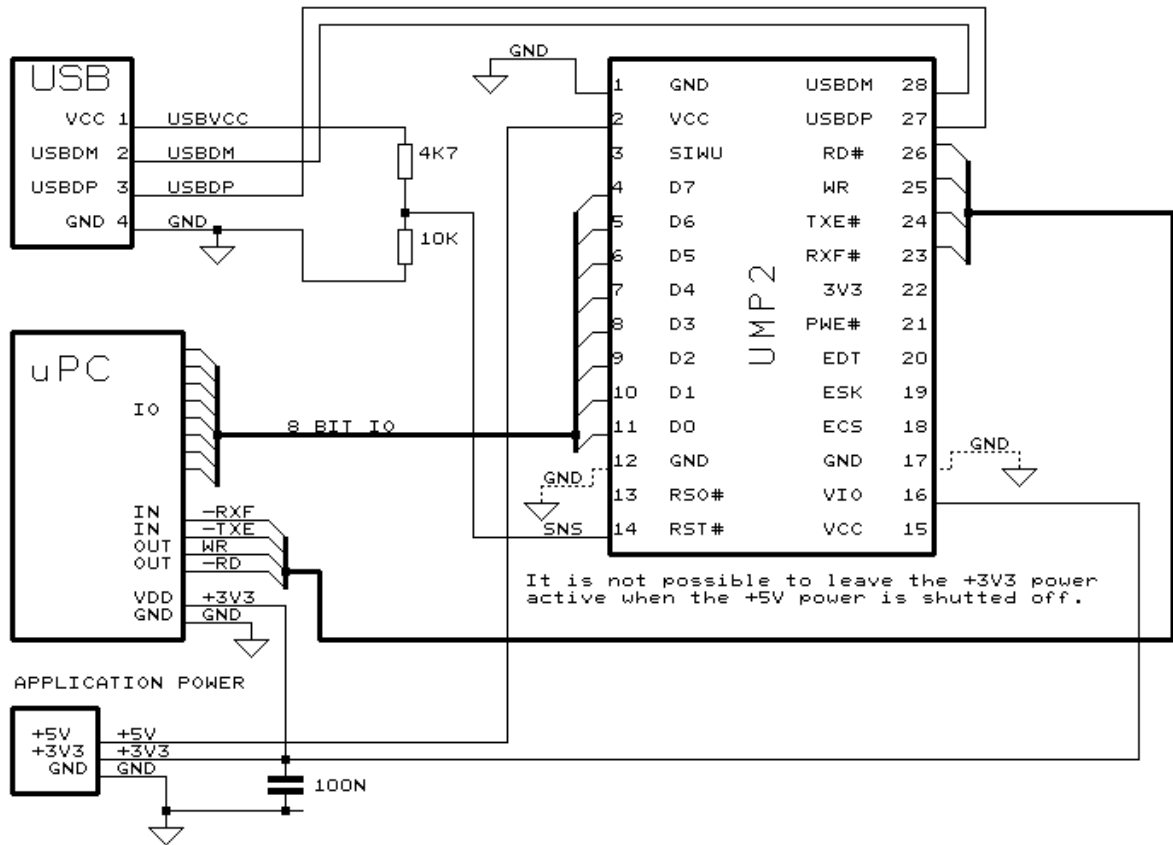 GND
USB
VCC 1 USBVCC
USBDM 2 USBDM
USBDP 3 USBDP
GND 4 GND
4K7
10K
1 GND USBDM 28
2 VCC USBDP 27
3 SIWU RD# 26
4 D7 WR 25
5 D6 TXE# 24
6 D5 RXF# 23
7 D4 3V3 22
8 D3 PWE# 21
9 D2 EDT 20
10 D1 ESK 19
11 D0 ECS 18
12 GND GND 17
13 RSO# VIO 16
14 RST# VCC 15
UMP2
GND
GND
SNS
uPC
IO
8 BIT IO
IN -RXF
IN -TXE
OUT WR
OUT -RD
VDD +3V3
GND GND
It is not possible to leave the +3V3 power
active when the +5V power is shutted off.
APPLICATION POWER
+5V +5V
+3V3 +3V3
GND GND
100N